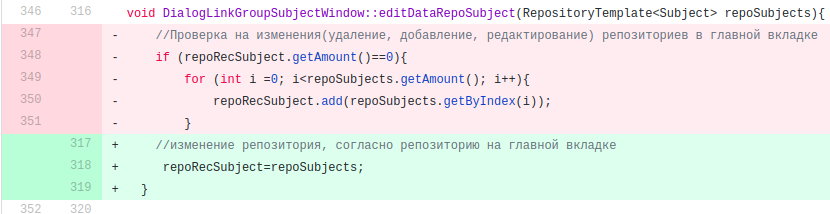 346 316 void DialogLinkGroupSubjectWindow::editDataRepoSubject(RepositoryTemplate<Subject> repoSubjects){
347 - //Проверка на изменения(удаление, добавление, редактирование) репозиториев в главной вкладке
348 - if (repoRecSubject.getAmount()==0){
349 - for (int i =0; i<repoSubjects.getAmount(); i++){
350 - repoRecSubject.add(repoSubjects.getByIndex(i));
351 - }
317 + //изменение репозитория, согласно репозиторию на главной вкладке
318 + repoRecSubject=repoSubjects;
319 + }
352 320